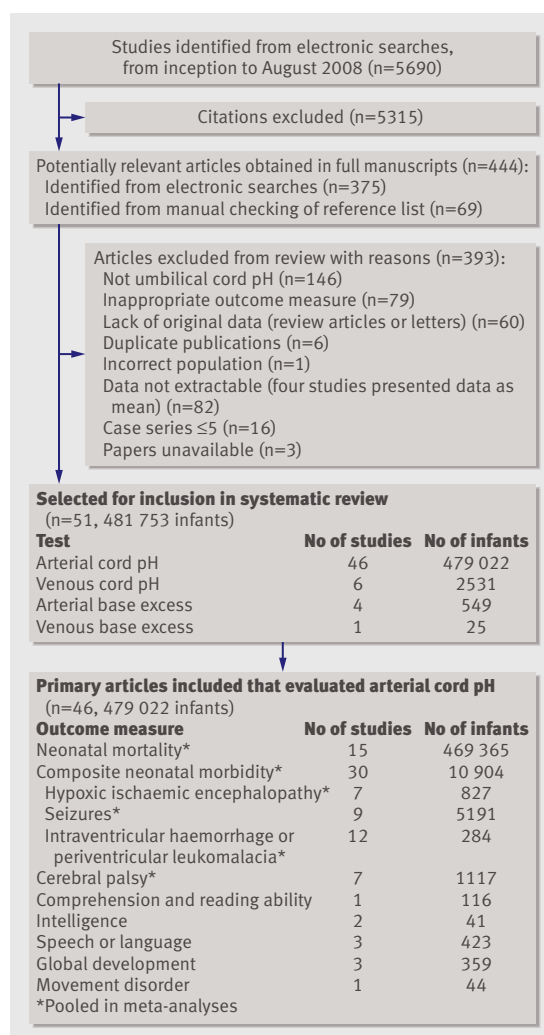 Studies identified from electronic searches,
from inception to August 2008 (n=5690)
Citations excluded (n=5315)
Potentially relevant articles obtained in full manuscripts (n=444):
Identified from electronic searches (n=375)
Identified from manual checking of reference list (n=69)
Articles excluded from review with reasons (n=393):
Not umbilical cord pH (n=146)
Inappropriate outcome measure (n=79)
Lack of original data (review articles or letters) (n=60)
Duplicate publications (n=6)
Incorrect population (n=1)
Data not extractable (four studies presented data as
mean) (n=82)
Case series ≤5 (n=16)
Papers unavailable (n=3)
Selected for inclusion in systematic review
(n=51, 481 753 infants)
Test No of studies No of infants
Arterial cord pH 46 479 022
Venous cord pH 6 2531
Arterial base excess 4 549
Venous base excess 1 25
Primary articles included that evaluated arterial cord pH
(n=46, 479 022 infants)
Outcome measure No of studies No of infants
Neonatal mortality* 15 469 365
Composite neonatal morbidity* 30 10 904
Hypoxic ischaemic encephalopathy* 7 827
Seizures* 9 5191
Intraventricular haemorrhage or 12 284
periventricular leukomalacia*
Cerebral palsy* 7 1117
Comprehension and reading ability 1 116
Intelligence 2 41
Speech or language 3 423
Global development 3 359
Movement disorder 1 44
*Pooled in meta-analyses